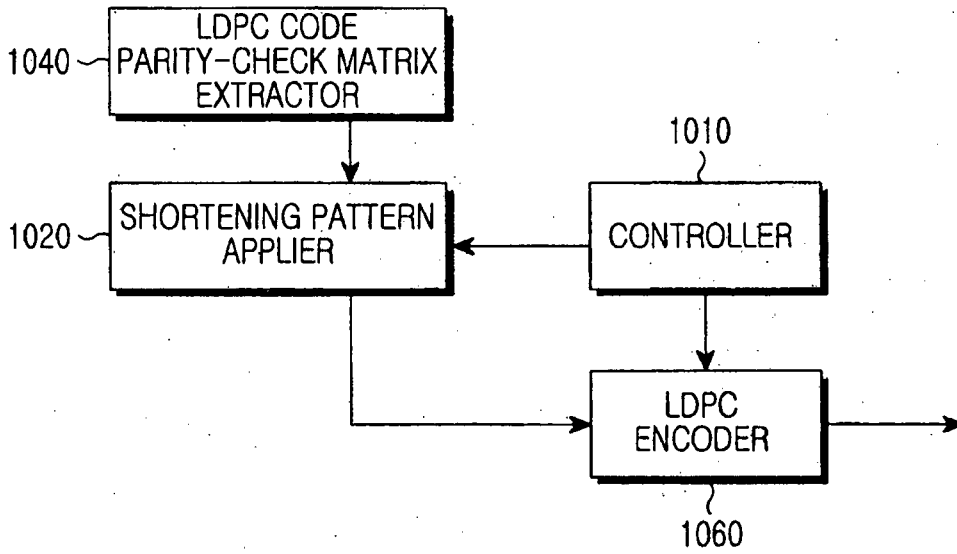 LDPC CODE
PARITY-CHECK MATRIX
EXTRACTOR
1040
1010
SHORTENING PATTERN
APPLIER
1020
CONTROLLER
LDPC
ENCODER
1060